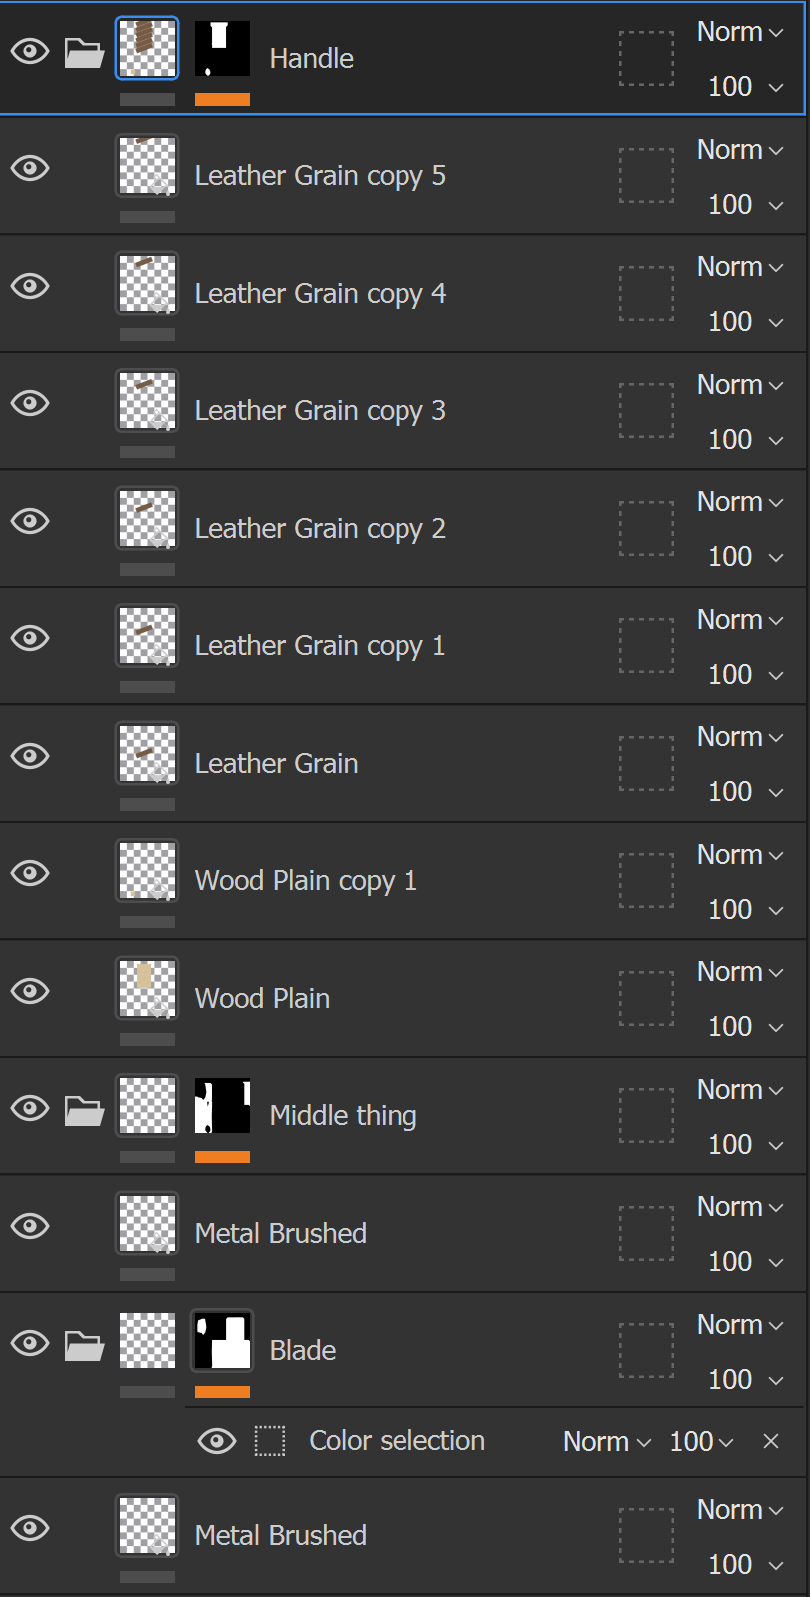 Norm
Handle
100
Norm
Leather Grain copy 5
100
Norm
Leather Grain copy 4
100
Norm
Leather Grain copy 3
100
Norm
Leather Grain copy 2
100
Norm
Leather Grain copy 1
100
Norm
Leather Grain
100
Norm
Wood Plain copy 1
100
Norm
Wood Plain
100
Norm
Middle thing
100
Norm
Metal Brushed
100
Norm
Blade
100
Color selection Norm 100
Norm
Metal Brushed
100